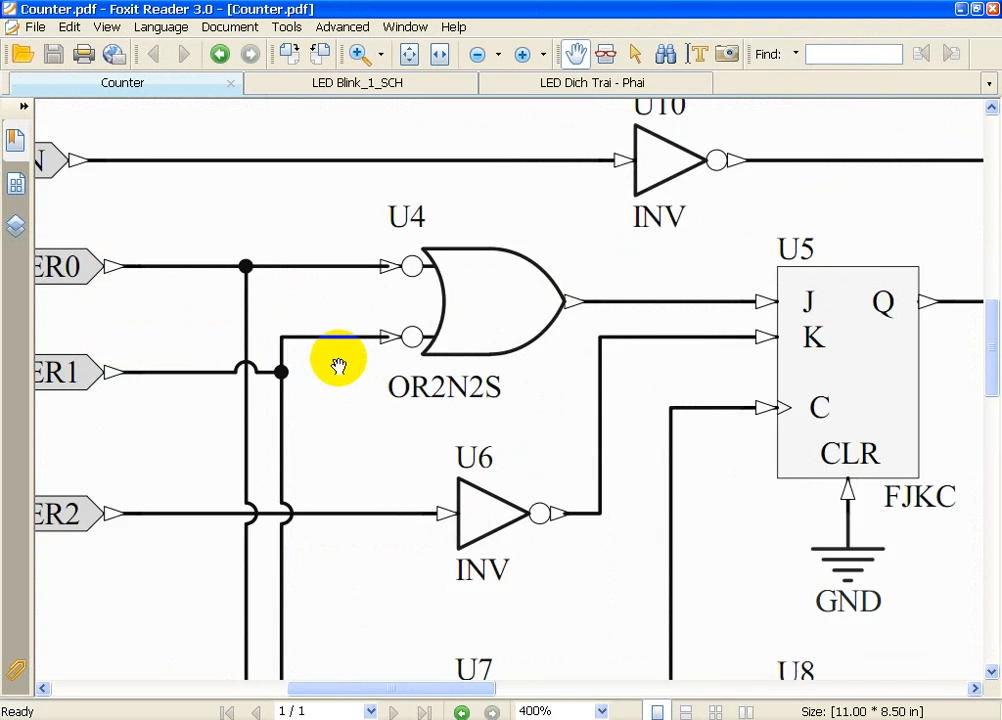 Counter.pdf - Foxit Reader 3.0 - [Counter.pdf]
File Edit View Language Document Tools Advanced Window Help
Find:
Counter LED Blink_1_SCH LED Dich Trai - Phai
U10
N
INV
U4
U5
ER0
J Q
K
ER1
OR2N2S
C
U6
CLR
FJKC
ER2
INV
GND
U7
U8
Ready 1 / 1 400% Size: [11.00 * 8.50 in]